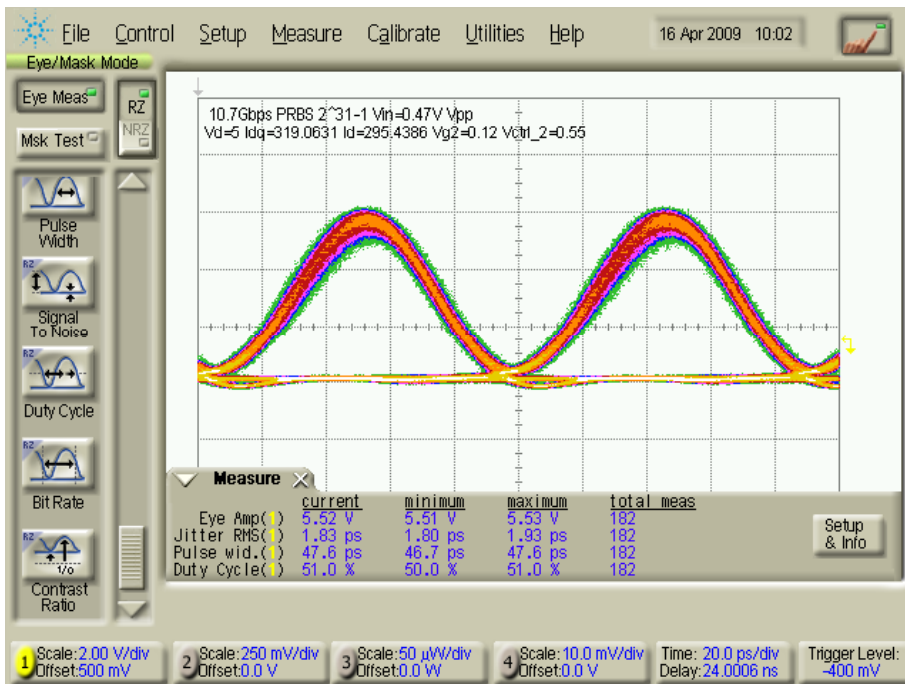 File Control Setup Measure Calibrate Utilities Help 16 Apr 2009 10:02
Eye/Mask Mode
Eye Meas
RZ
NRZ
Msk Test
10.7Gbps PRBS 2^31-1 Vin=0.47V Vpp
Vd=5 Idq=319.0631 Id=295.4386 Vg2=0.12 Vctrl_2=0.55
Pulse
Width
RZ
Signal
To Noise
RZ
Duty Cycle
RZ
Bit Rate
RZ
1/0
Contrast
Ratio
Measure
current minimum maximum total meas
Eye Amp(1) 5.52 V 5.51 V 5.53 V 182
Jitter RMS(1) 1.83 ps 1.80 ps 1.93 ps 182
Pulse wid.(1) 47.6 ps 46.7 ps 47.6 ps 182
Duty Cycle(1) 51.0 % 50.0 % 51.0 % 182
Setup
& Info
1 Scale:2.00 V/div
Offset:500 mV
2 Scale:250 mV/div
Offset:0.0 V
3 Scale:50 µW/div
Offset:0.0 W
4 Scale:10.0 mV/div
Offset:0.0 V
Time: 20.0 ps/div
Delay:24.0006 ns
Trigger Level:
-400 mV